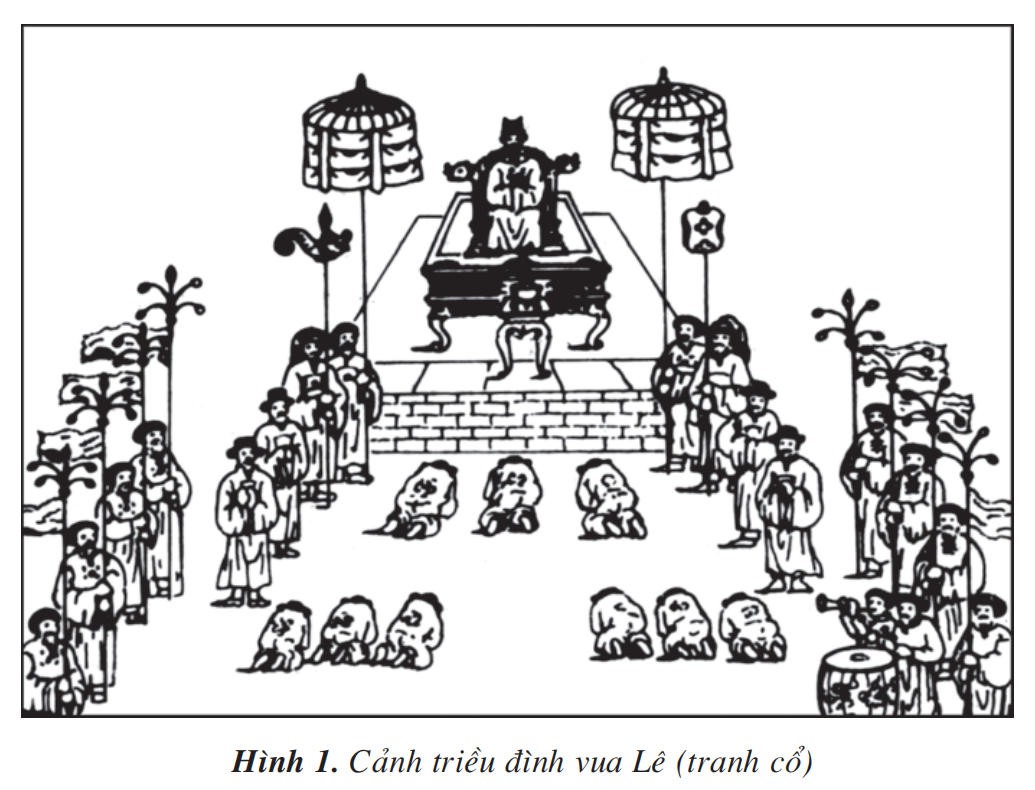 Hình 1. Cảnh triều đình vua Lê (tranh cổ)